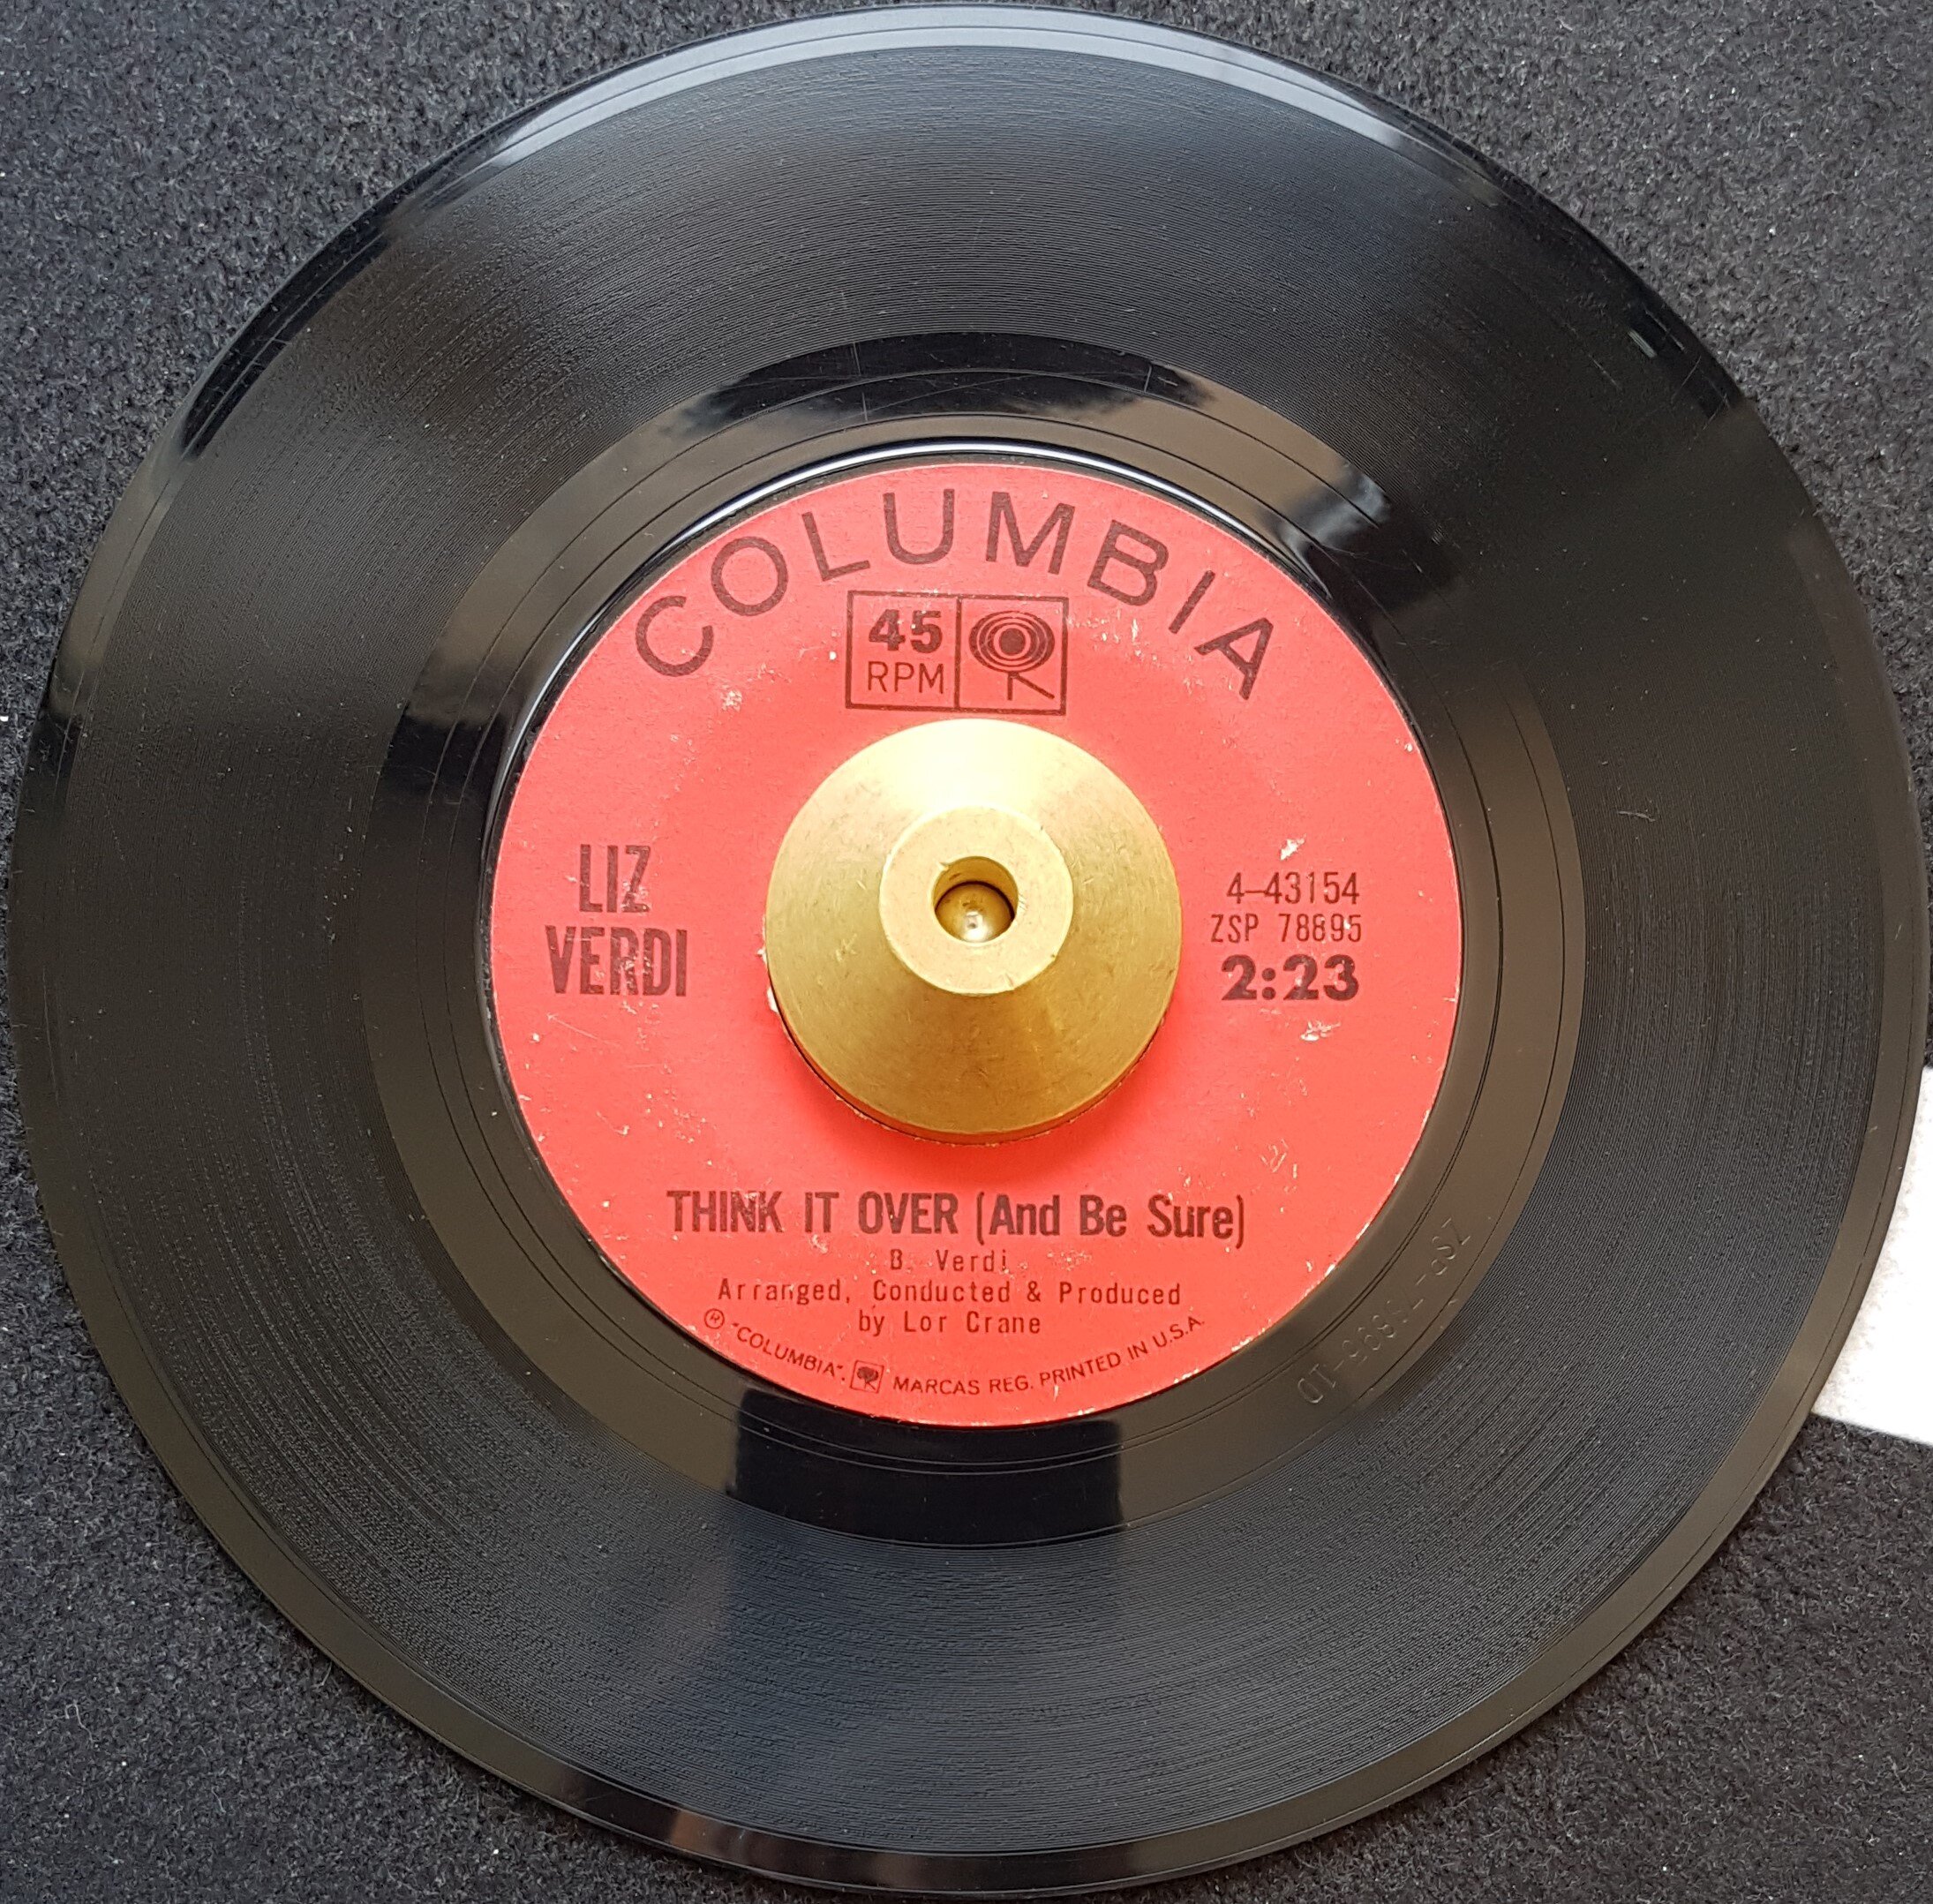 COLUMBIA
45
RPM
LIZ
VERDI
4-43154
ZSP 78895
2:23
THINK IT OVER (And Be Sure)
B. Verdi
Arranged, Conducted & Produced
by Lor Crane
® "COLUMBIA", MARCAS REG. PRINTED IN U.S.A.